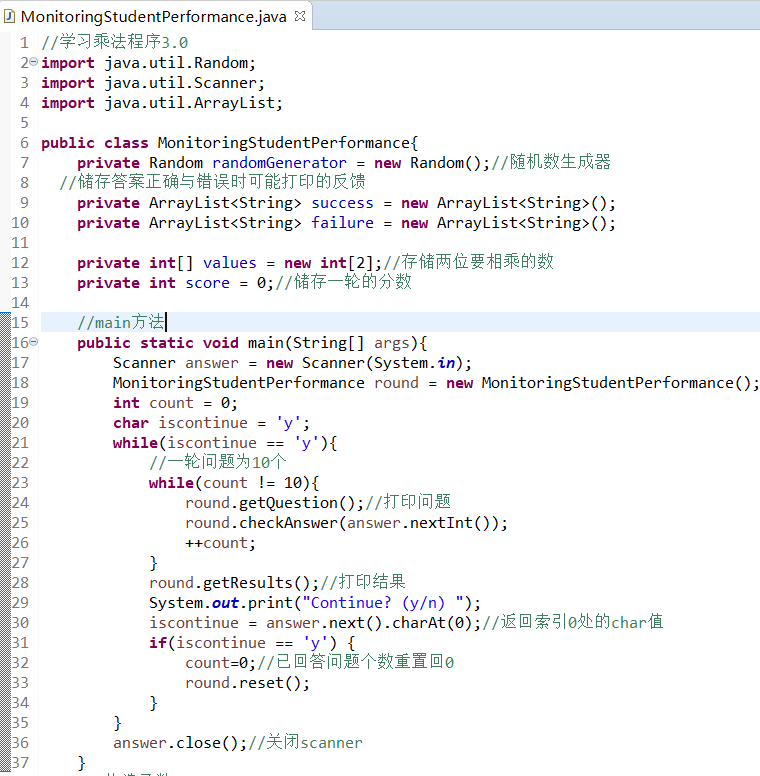 MonitoringStudentPerformance.java
1 //学习乘法程序3.0
2 import java.util.Random;
3 import java.util.Scanner;
4 import java.util.ArrayList;
5
6 public class MonitoringStudentPerformance{
7 private Random randomGenerator = new Random();//随机数生成器
8 //储存答案正确与错误时可能打印的反馈
9 private ArrayList<String> success = new ArrayList<String>();
10 private ArrayList<String> failure = new ArrayList<String>();
11
12 private int[] values = new int[2];//存储两位要相乘的数
13 private int score = 0;//储存一轮的分数
14
15 //main方法
16 public static void main(String[] args){
17 Scanner answer = new Scanner(System.in);
18 MonitoringStudentPerformance round = new MonitoringStudentPerformance();
19 int count = 0;
20 char iscontinue = 'y';
21 while(iscontinue == 'y'){
22 //一轮问题为10个
23 while(count != 10){
24 round.getQuestion();//打印问题
25 round.checkAnswer(answer.nextInt());
26 ++count;
27 }
28 round.getResults();//打印结果
29 System.out.print("Continue? (y/n) ");
30 iscontinue = answer.next().charAt(0);//返回索引0处的char值
31 if(iscontinue == 'y') {
32 count=0;//已回答问题个数重置回0
33 round.reset();
34 }
35 }
36 answer.close();//关闭scanner
37 }